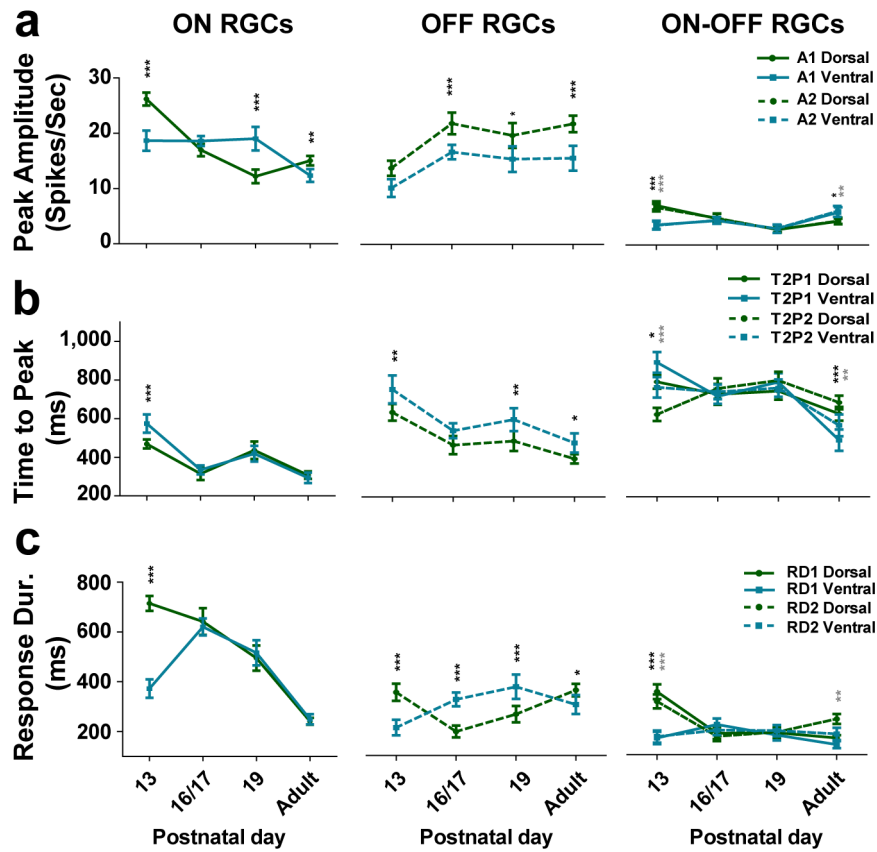 a
ON RGCs
OFF RGCs
ON-OFF RGCs
Peak Amplitude
(Spikes/Sec)
30
20
10
0
***
***
**
***
*
***
***
***
*
**
A1 Dorsal
A1 Ventral
A2 Dorsal
A2 Ventral
b
Time to Peak
(ms)
1,000
800
600
400
200
***
**
**
*
*
***
***
**
T2P1 Dorsal
T2P1 Ventral
T2P2 Dorsal
T2P2 Ventral
c
Response Dur.
(ms)
800
600
400
200
***
***
***
***
*
***
***
**
RD1 Dorsal
RD1 Ventral
RD2 Dorsal
RD2 Ventral
13
16/17
19
Adult
13
16/17
19
Adult
13
16/17
19
Adult
Postnatal day
Postnatal day
Postnatal day